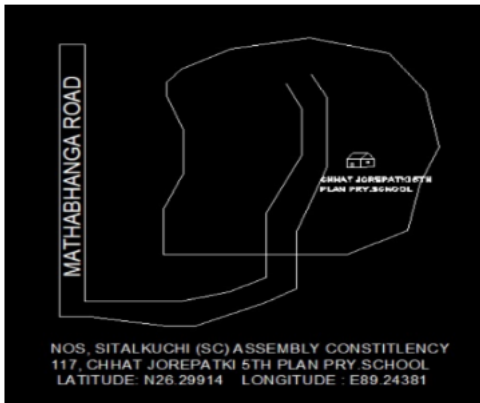 MATHABHANGA ROAD
CHHAT JOREPATKI 5TH
PLAN PRY.SCHOOL
NOS, SITALKUCHI (SC) ASSEMBLY CONSTITLENCY
117, CHHAT JOREPATKI 5TH PLAN PRY.SCHOOL
LATITUDE: N26.29914 LONGITUDE : E89.24381